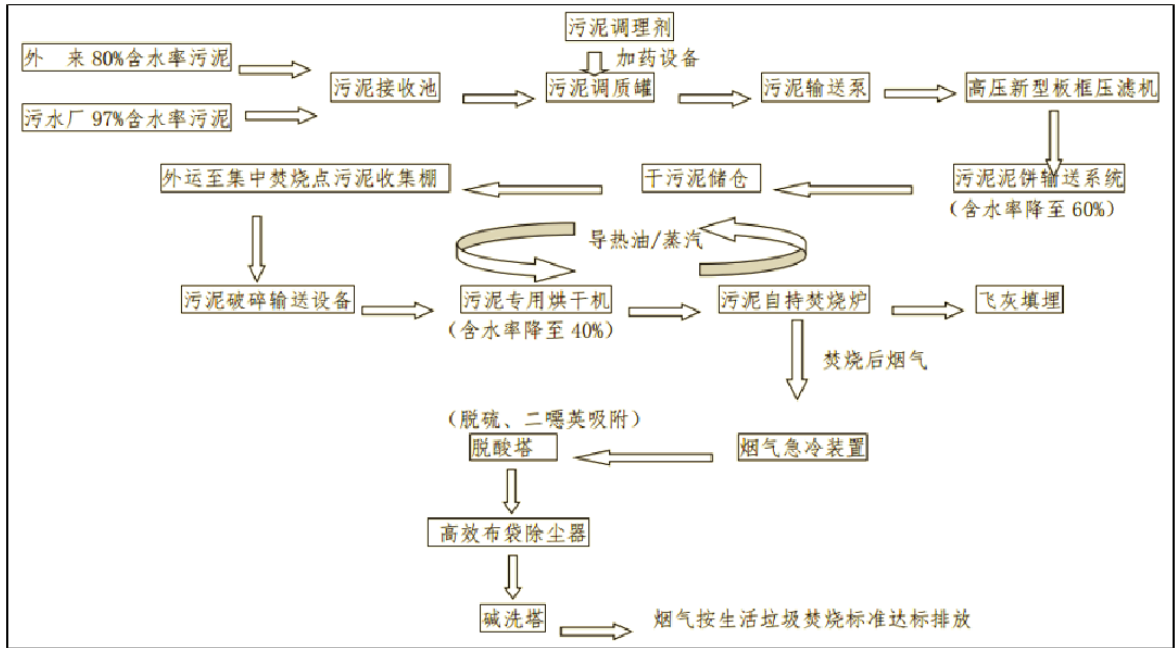 污泥调理剂
外 来 80%含水率污泥
加药设备
污泥接收池
污泥调质罐
污泥输送泵
高压新型板框压滤机
污水厂 97%含水率污泥
外运至集中焚烧点污泥收集棚
干污泥储仓
污泥泥饼输送系统
(含水率降至 60%)
导热油/蒸汽
污泥破碎输送设备
污泥专用烘干机
污泥自持焚烧炉
飞灰填埋
(含水率降至 40%)
焚烧后烟气
(脱硫、二噁英吸附)
脱酸塔
烟气急冷装置
高效布袋除尘器
碱洗塔
烟气按生活垃圾焚烧标准达标排放